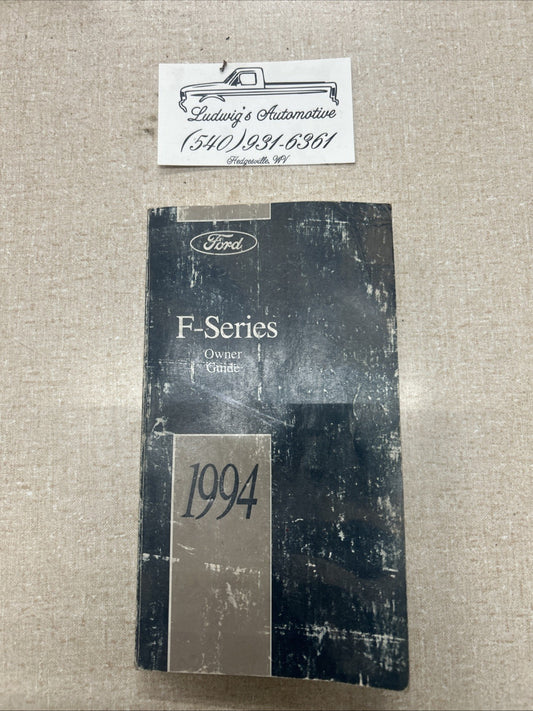 Ludwig's Automotive
(540)931-6361
Hedgesville, WV
Ford
F-Series
Owner
Guide
1994